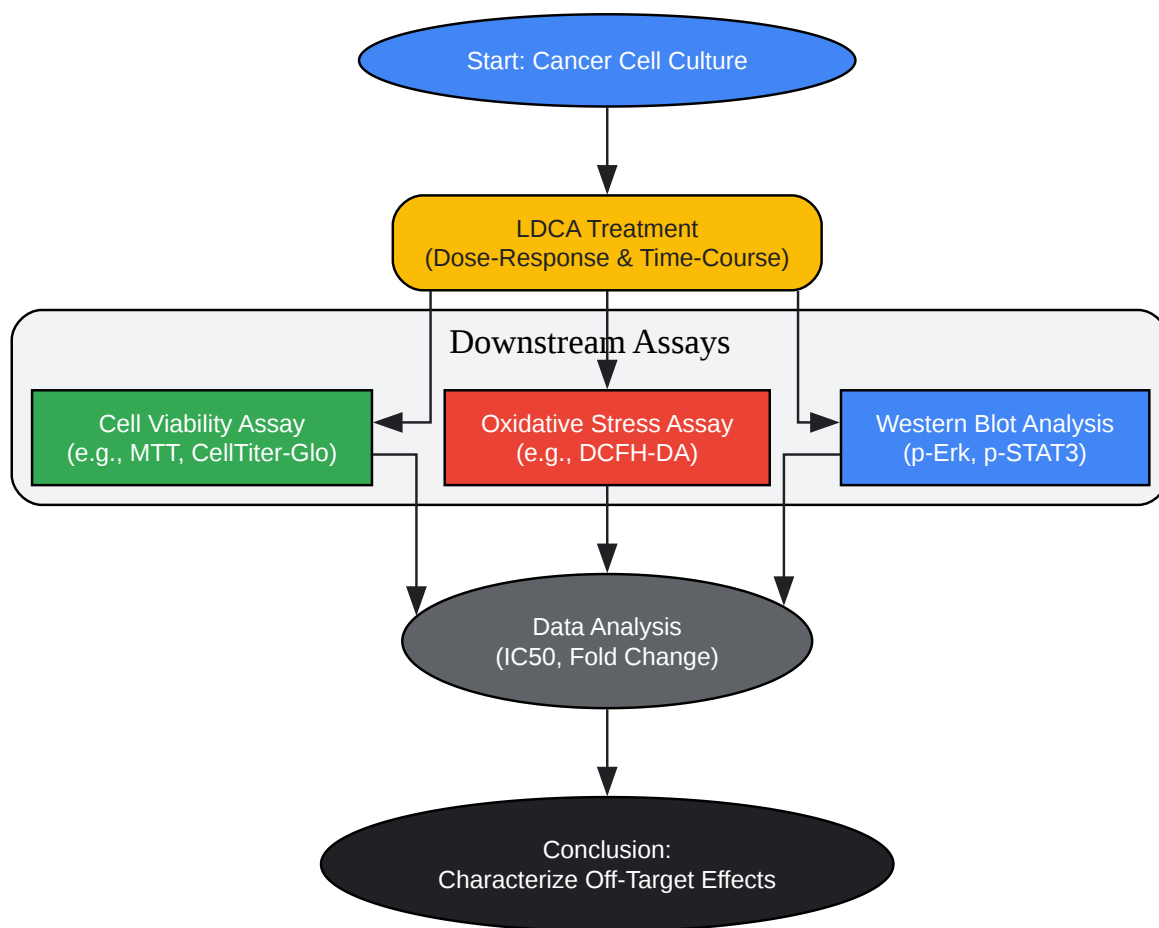 Start: Cancer Cell Culture
LDCA Treatment
(Dose-Response & Time-Course)
Downstream Assays
Cell Viability Assay
(e.g., MTT, CellTiter-Glo)
Oxidative Stress Assay
(e.g., DCFH-DA)
Western Blot Analysis
(p-Erk, p-STAT3)
Data Analysis
(IC50, Fold Change)
Conclusion:
Characterize Off-Target Effects